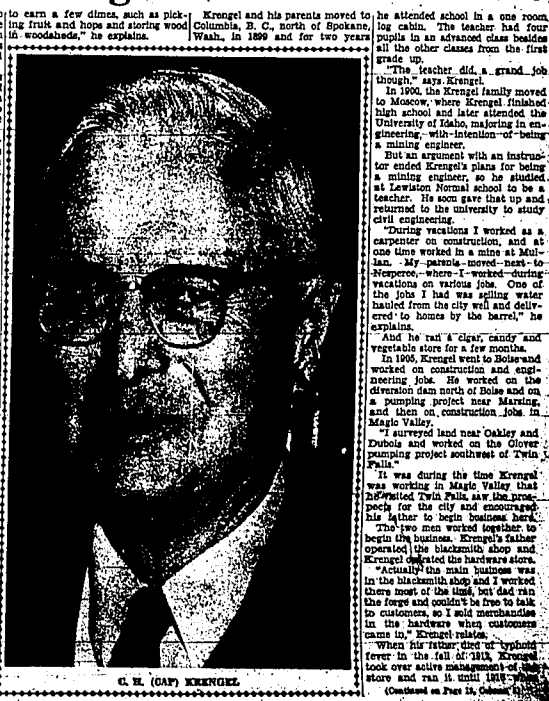 to earn a few dimes, such as pick-
ing fruit and hops and storing wood
in woodsheds," he explains.
Krengel and his parents moved to
Columbia, B. C., north of Spokane,
Wash., in 1899 and for two years
he attended school in a one room
log cabin. The teacher had four
pupils in an advanced class besides
all the other classes from the first
grade up.
"The teacher did a grand job
though," says Krengel.
In 1900, the Krengel family moved
to Moscow, where Krengel finished
high school and later attended the
University of Idaho, majoring in en-
gineering, with intention of being
a mining engineer.
But an argument with an instruc-
tor ended Krengel's plans for being
a mining engineer, so he studied
at Lewiston Normal school to be a
teacher. He soon gave that up and
returned to the university to study
civil engineering.
"During vacations I worked as a
carpenter on construction, and at
one time worked in a mine at Mul-
lan. My parents moved next to
Nezperce, where I worked during
vacations on various jobs. One of
the jobs I had was selling water
hauled from the city well and deliv-
ered to homes by the barrel," he
explains.
And he ran a cigar, candy and
vegetable store for a few months.
In 1905, Krengel went to Boise and
worked on construction and engi-
neering jobs. He worked on the
diversion dam north of Boise and on
a pumping project near Marsing,
and then on construction jobs in
Magic Valley.
"I surveyed land near Oakley and
Dubois and worked on the Glover
pumping project southwest of Twin
Falls."
It was during the time Krengel
was working in Magic Valley that
he visited Twin Falls, saw the pros-
pects for the city and encouraged
his father to begin business here.
The two men worked together to
begin the business. Krengel's father
operated the blacksmith shop and
Krengel operated the hardware store.
"Actually the main business was
in the blacksmith shop and I worked
there most of the time, but dad ran
the forge and couldn't be free to talk
to customers, so I sold merchandise
in the hardware when customers
came in," Krengel relates.
When his father died of typhoid
fever in the fall of 1912, Krengel
took over active management of the
store and ran it until
(Continued on Page
C. H. (CAP) KRENGEL